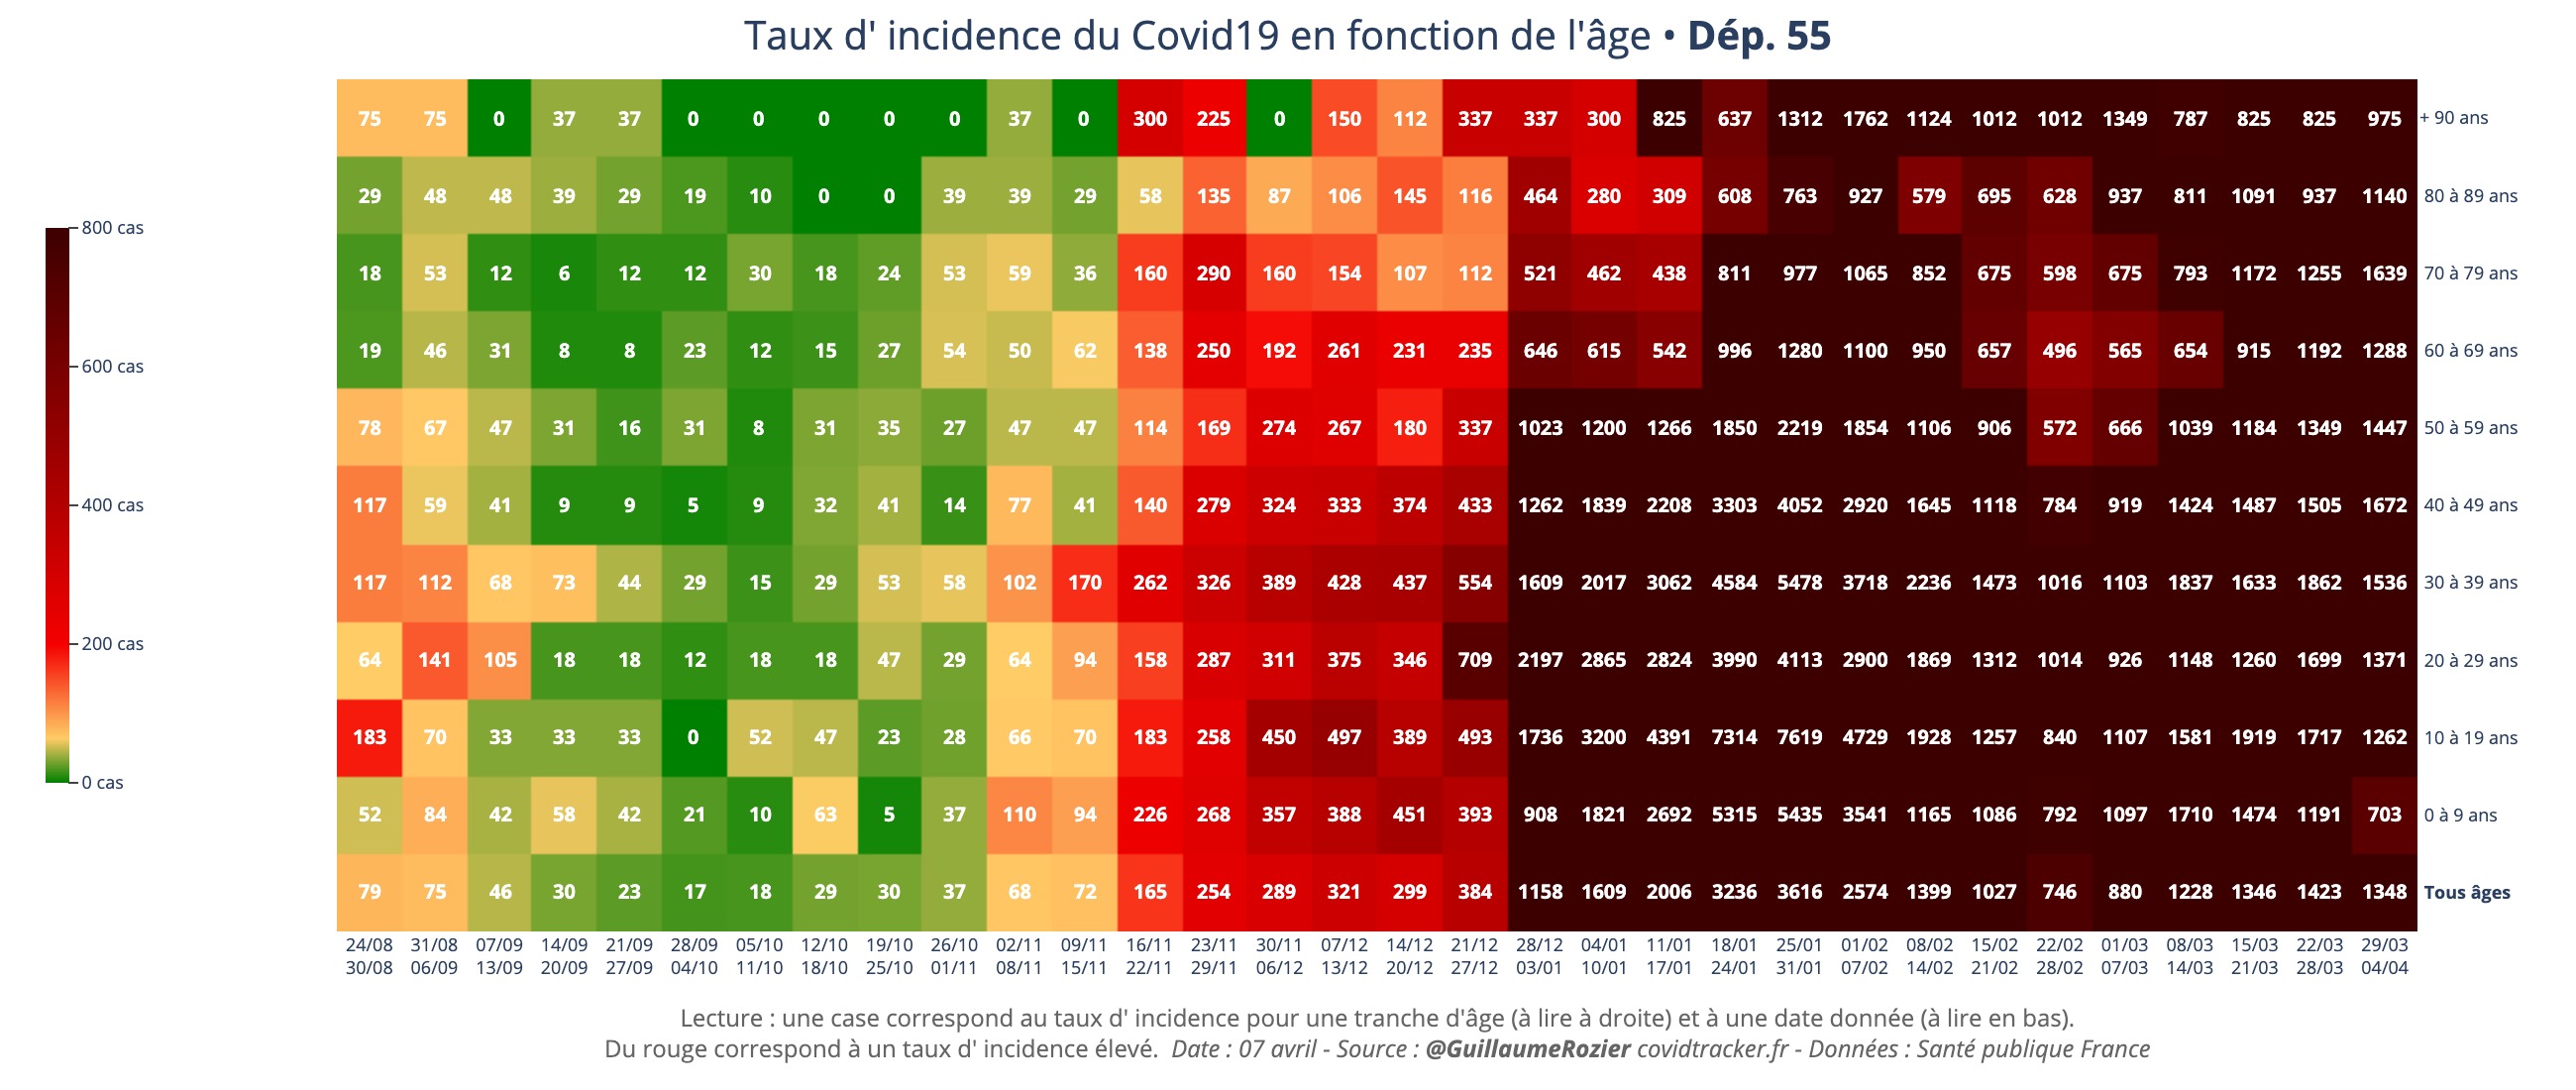 Taux d' incidence du Covid19 en fonction de l'âge • Dép. 55
800 cas
600 cas
400 cas
200 cas
0 cas
75 75 0 37 37 0 0 0 0 0 37 0 300 225 0 150 112 337 337 300 825 637 1312 1762 1124 1012 1012 1349 787 825 825 975 + 90 ans
29 48 48 39 29 19 10 0 0 39 39 29 58 135 87 106 145 116 464 280 309 608 763 927 579 695 628 937 811 1091 937 1140 80 à 89 ans
18 53 12 6 12 12 30 18 24 53 59 36 160 290 160 154 107 112 521 462 438 811 977 1065 852 675 598 675 793 1172 1255 1639 70 à 79 ans
19 46 31 8 8 23 12 15 27 54 50 62 138 250 192 261 231 235 646 615 542 996 1280 1100 950 657 496 565 654 915 1192 1288 60 à 69 ans
78 67 47 31 16 31 8 31 35 27 47 47 114 169 274 267 180 337 1023 1200 1266 1850 2219 1854 1106 906 572 666 1039 1184 1349 1447 50 à 59 ans
117 59 41 9 9 5 9 32 41 14 77 41 140 279 324 333 374 433 1262 1839 2208 3303 4052 2920 1645 1118 784 919 1424 1487 1505 1672 40 à 49 ans
117 112 68 73 44 29 15 29 53 58 102 170 262 326 389 428 437 554 1609 2017 3062 4584 5478 3718 2236 1473 1016 1103 1837 1633 1862 1536 30 à 39 ans
64 141 105 18 18 12 18 18 47 29 64 94 158 287 311 375 346 709 2197 2865 2824 3990 4113 2900 1869 1312 1014 926 1148 1260 1699 1371 20 à 29 ans
183 70 33 33 33 0 52 47 23 28 66 70 183 258 450 497 389 493 1736 3200 4391 7314 7619 4729 1928 1257 840 1107 1581 1919 1717 1262 10 à 19 ans
52 84 42 58 42 21 10 63 5 37 110 94 226 268 357 388 451 393 908 1821 2692 5315 5435 3541 1165 1086 792 1097 1710 1474 1191 703 0 à 9 ans
79 75 46 30 23 17 18 29 30 37 68 72 165 254 289 321 299 384 1158 1609 2006 3236 3616 2574 1399 1027 746 880 1228 1346 1423 1348 Tous âges
24/08 31/08 07/09 14/09 21/09 28/09 05/10 12/10 19/10 26/10 02/11 09/11 16/11 23/11 30/11 07/12 14/12 21/12 28/12 04/01 11/01 18/01 25/01 01/02 08/02 15/02 22/02 01/03 08/03 15/03 22/03 29/03
30/08 06/09 13/09 20/09 27/09 04/10 11/10 18/10 25/10 01/11 08/11 15/11 22/11 29/11 06/12 13/12 20/12 27/12 03/01 10/01 17/01 24/01 31/01 07/02 14/02 21/02 28/02 07/03 14/03 21/03 28/03 04/04
Lecture : une case correspond au taux d' incidence pour une tranche d'âge (à lire à droite) et à une date donnée (à lire en bas).
Du rouge correspond à un taux d' incidence élevé. Date : 07 avril - Source : @GuillaumeRozier covidtracker.fr - Données : Santé publique France